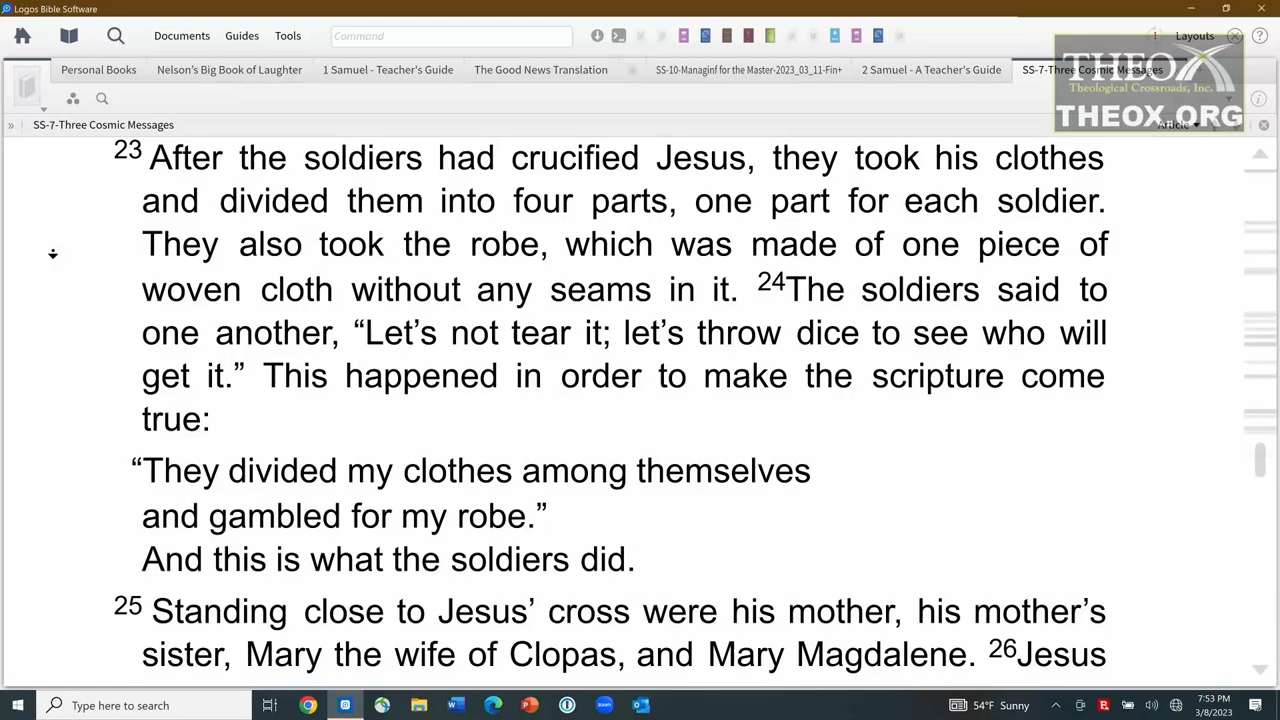 Logos Bible Software
Documents Guides Tools Command Layouts
Personal Books Nelson's Big Book of Laughter 1 Sam The Good News Translation SS-10-Managinf for the Master-2023_03_11-Fin+ 2 Samuel - A Teacher's Guide SS-7-Three Cosmic Messages
THEOX
Theological Crossroads, Inc.
THEOX.ORG
» SS-7-Three Cosmic Messages Article
23 After the soldiers had crucified Jesus, they took his clothes
and divided them into four parts, one part for each soldier.
They also took the robe, which was made of one piece of
woven cloth without any seams in it. 24The soldiers said to
one another, “Let’s not tear it; let’s throw dice to see who will
get it.” This happened in order to make the scripture come
true:
“They divided my clothes among themselves
and gambled for my robe.”
And this is what the soldiers did.
25 Standing close to Jesus’ cross were his mother, his mother’s
sister, Mary the wife of Clopas, and Mary Magdalene. 26Jesus
Type here to search 54°F Sunny 7:53 PM
3/8/2023